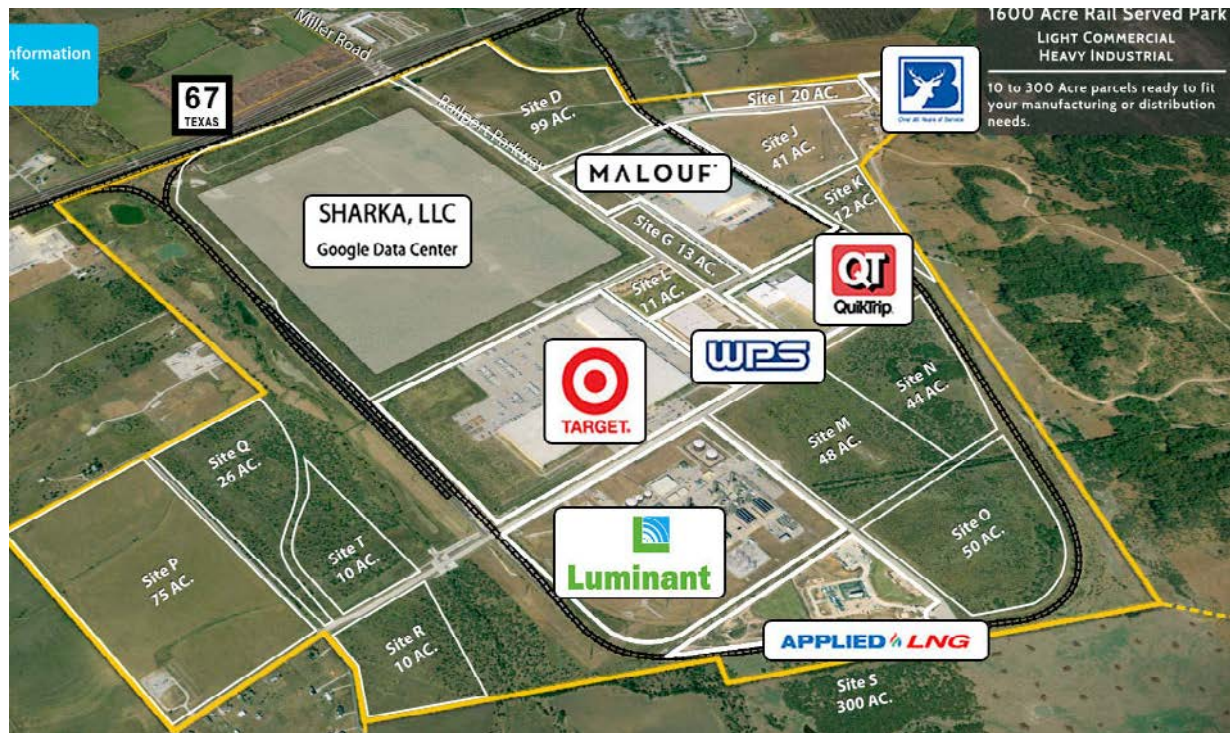 nformation
rk
Miller Road
67
TEXAS
1600 Acre Rail Served Park
LIGHT COMMERCIAL
HEAVY INDUSTRIAL
10 to 300 Acre parcels ready to fit
your manufacturing or distribution
needs.
B
Site I 20 AC.
Site D
99 AC.
Railport Parkway
Site J
41 AC.
MALOUF
Site K
12 AC.
SHARKA, LLC
Google Data Center
Site G 13 AC.
Site L
11 AC.
QT
QuikTrip
WPS
TARGET
Site N
44 AC.
Site M
48 AC.
Site Q
26 AC.
Site O
50 AC.
Site T
10 AC.
Site P
75 AC.
L
Luminant
Site R
10 AC.
APPLIED LNG
Site S
300 AC.